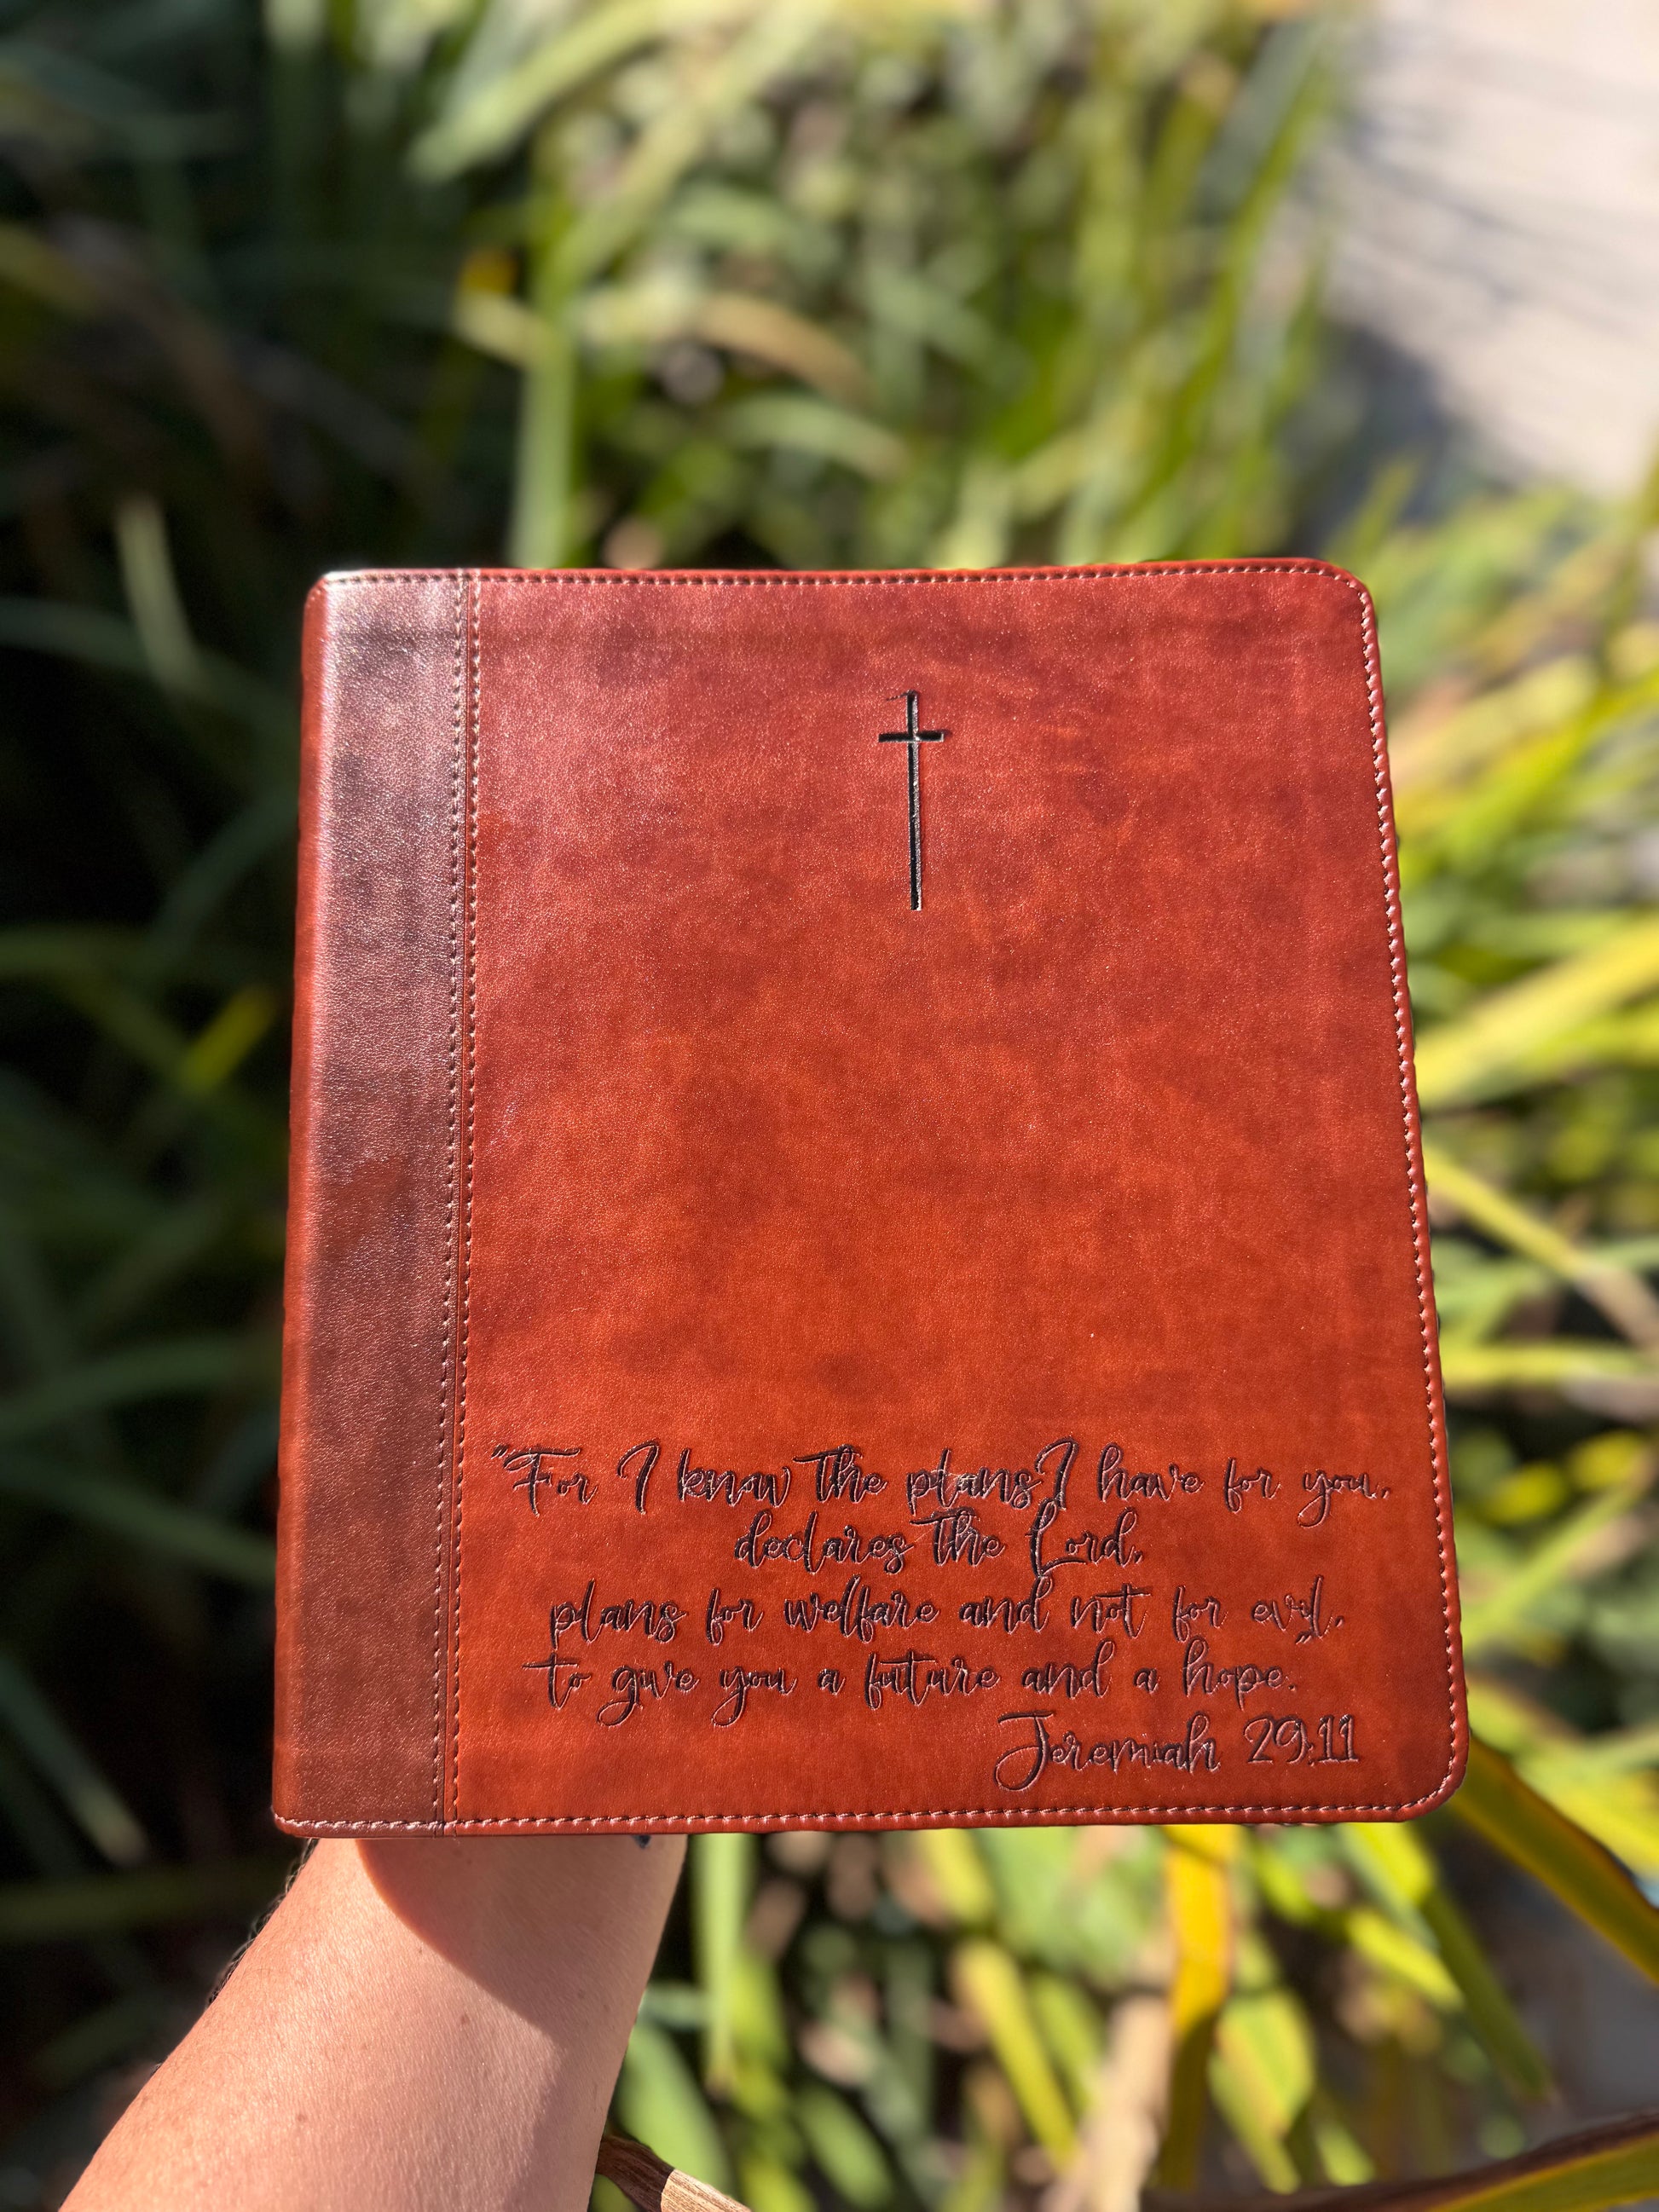 "For I know the plans I have for you,
declares the Lord,
plans for welfare and not for evil,
to give you a future and a hope."
Jeremiah 29:11